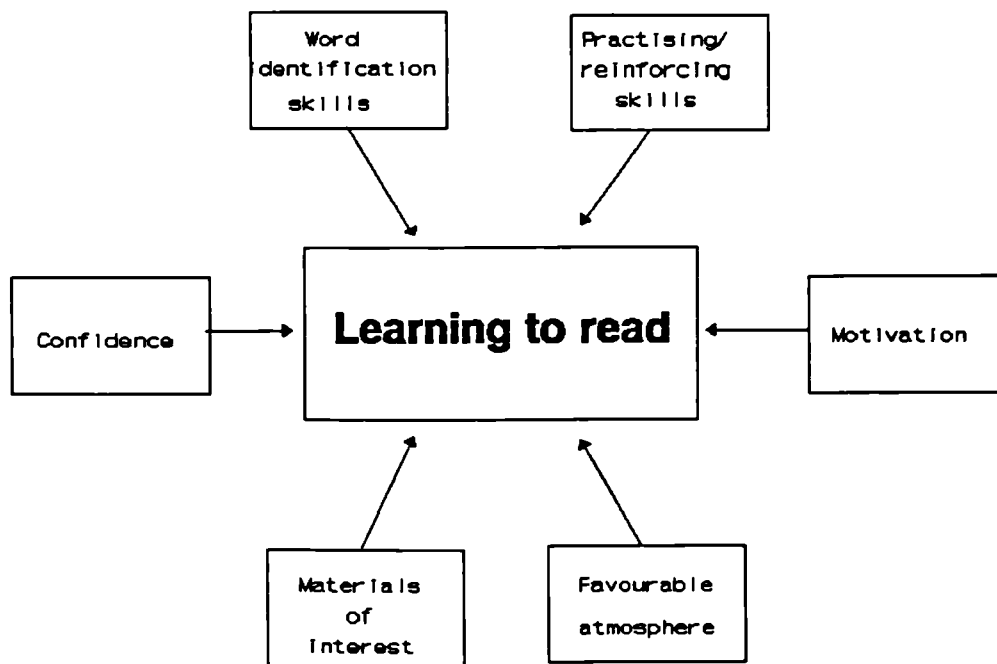 Word
identification
skills
Practising/
reinforcing
skills
Confidence
Learning to read
Motivation
Materials
of
interest
Favourable
atmosphere